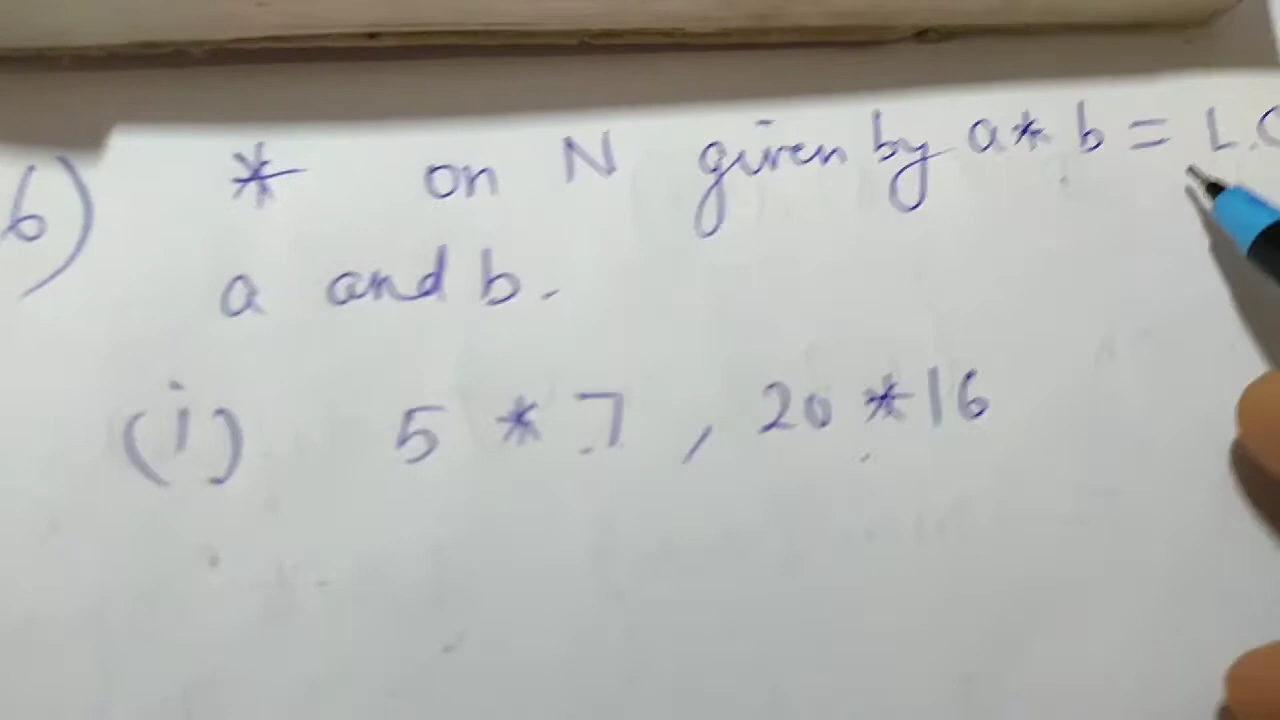 6) * on N given by a * b = L.C
a and b.
(i) 5 * 7 , 20 * 16